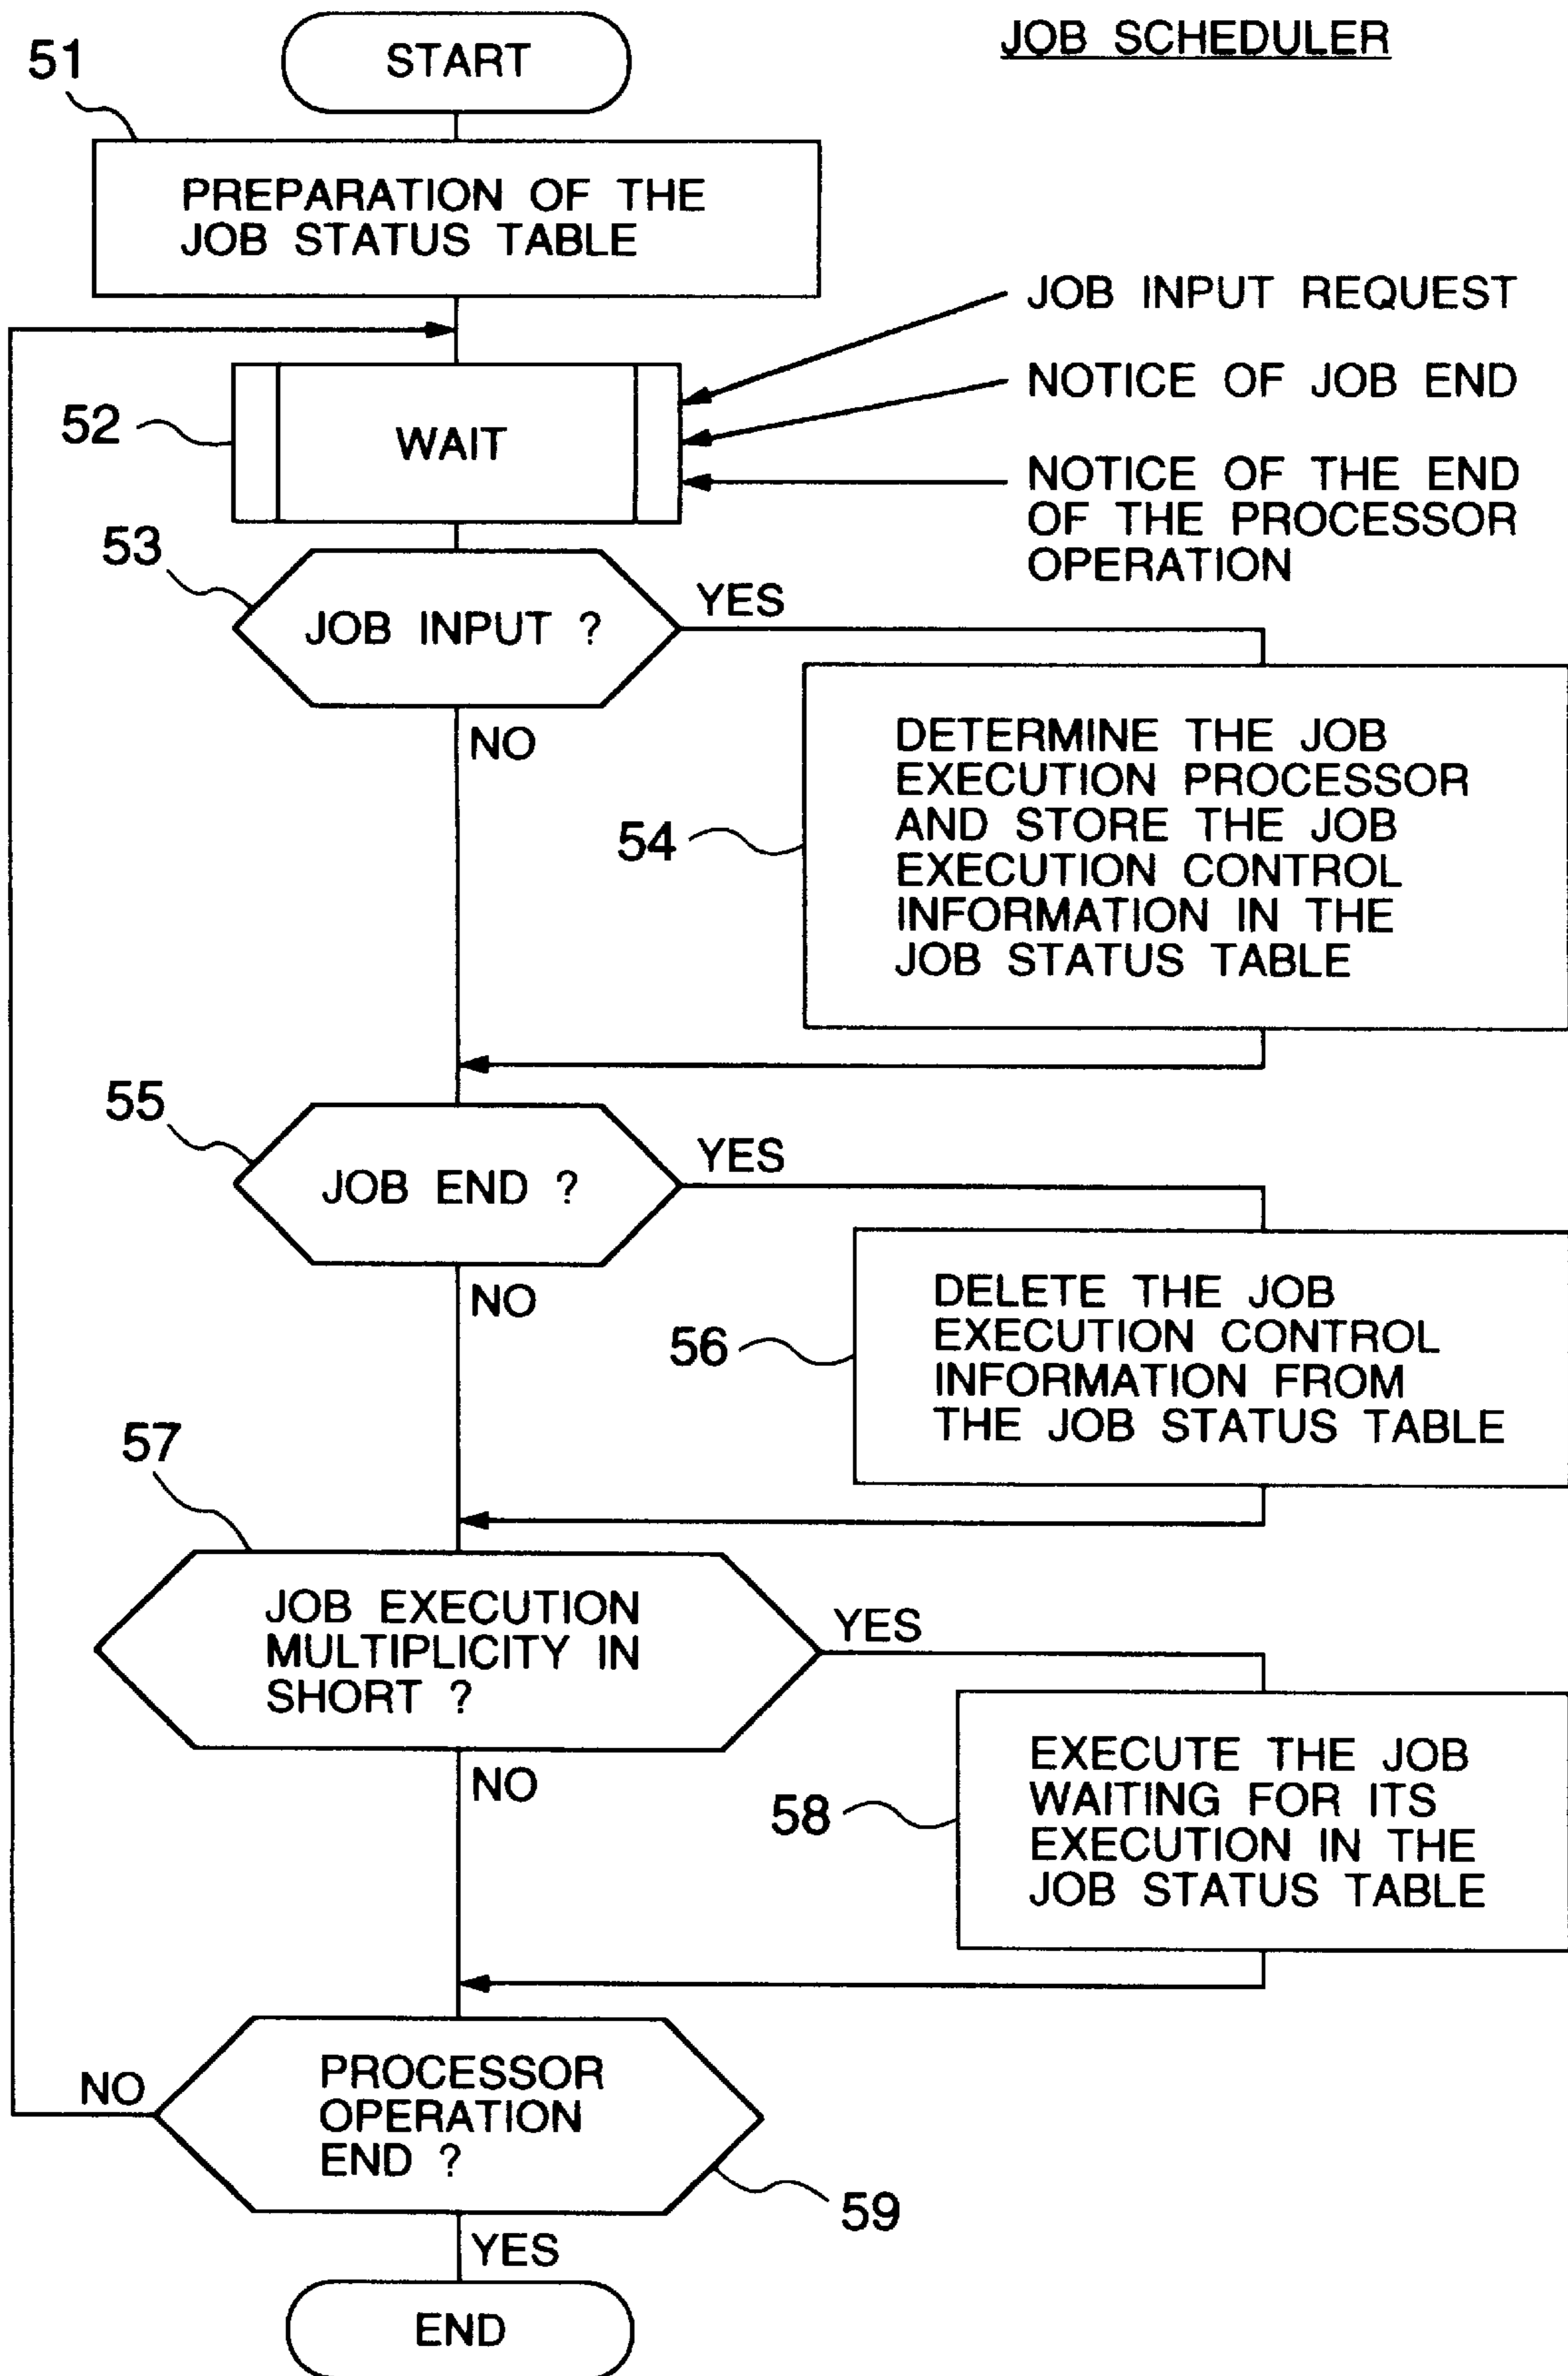 JOB SCHEDULER
START
51
PREPARATION OF THE
JOB STATUS TABLE
JOB INPUT REQUEST
NOTICE OF JOB END
NOTICE OF THE END
OF THE PROCESSOR
OPERATION
52
WAIT
53
JOB INPUT ?
YES
NO
54
DETERMINE THE JOB
EXECUTION PROCESSOR
AND STORE THE JOB
EXECUTION CONTROL
INFORMATION IN THE
JOB STATUS TABLE
55
JOB END ?
YES
NO
56
DELETE THE JOB
EXECUTION CONTROL
INFORMATION FROM
THE JOB STATUS TABLE
57
JOB EXECUTION
MULTIPLICITY IN
SHORT ?
YES
NO
58
EXECUTE THE JOB
WAITING FOR ITS
EXECUTION IN THE
JOB STATUS TABLE
NO
PROCESSOR
OPERATION
END ?
59
YES
END